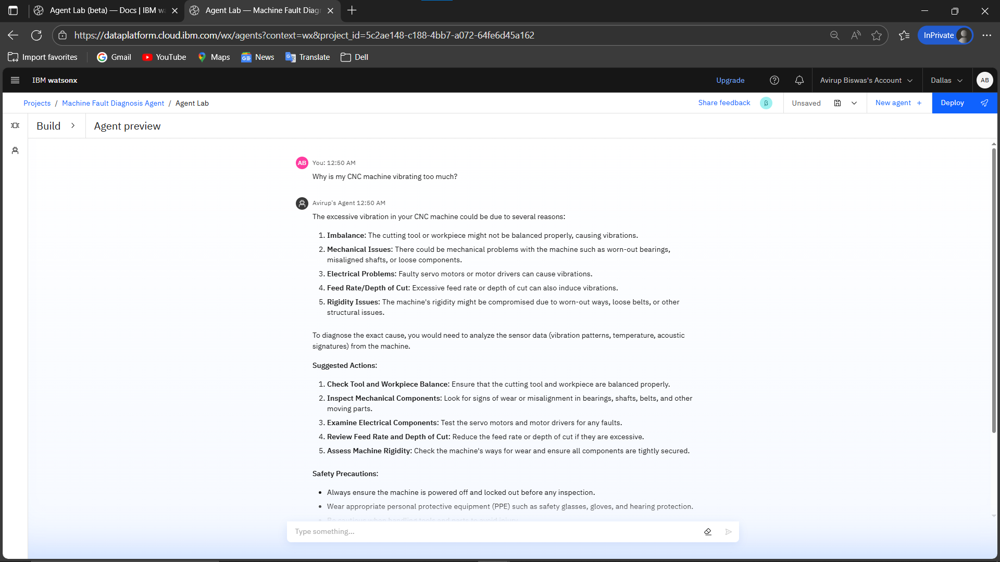 Agent Lab (beta) — Docs | IBM w
Agent Lab — Machine Fault Diag
https://dataplatform.cloud.ibm.com/wx/agents?context=wx&project_id=5c2ae148-c188-4bb7-a072-64fe6d45a162
InPrivate
Import favorites
Gmail
YouTube
Maps
News
Translate
Dell
IBM watsonx
Upgrade
Avirup Biswas's Account
Dallas
AB
Projects / Machine Fault Diagnosis Agent / Agent Lab
Share feedback
β
Unsaved
New agent +
Deploy
Build
Agent preview
AB
You: 12:50 AM
Why is my CNC machine vibrating too much?
Avirup's Agent 12:50 AM
The excessive vibration in your CNC machine could be due to several reasons:
1. Imbalance: The cutting tool or workpiece might not be balanced properly, causing vibrations.
2. Mechanical Issues: There could be mechanical problems with the machine such as worn-out bearings,
misaligned shafts, or loose components.
3. Electrical Problems: Faulty servo motors or motor drivers can cause vibrations.
4. Feed Rate/Depth of Cut: Excessive feed rate or depth of cut can also induce vibrations.
5. Rigidity Issues: The machine's rigidity might be compromised due to worn-out ways, loose belts, or other
structural issues.
To diagnose the exact cause, you would need to analyze the sensor data (vibration patterns, temperature, acoustic
signatures) from the machine.
Suggested Actions:
1. Check Tool and Workpiece Balance: Ensure that the cutting tool and workpiece are balanced properly.
2. Inspect Mechanical Components: Look for signs of wear or misalignment in bearings, shafts, belts, and other
moving parts.
3. Examine Electrical Components: Test the servo motors and motor drivers for any faults.
4. Review Feed Rate and Depth of Cut: Reduce the feed rate or depth of cut if they are excessive.
5. Assess Machine Rigidity: Check the machine's ways for wear and ensure all components are tightly secured.
Safety Precautions:
• Always ensure the machine is powered off and locked out before any inspection.
• Wear appropriate personal protective equipment (PPE) such as safety glasses, gloves, and hearing protection.
• Be cautious when handling tools and parts to avoid injury.
Type something...